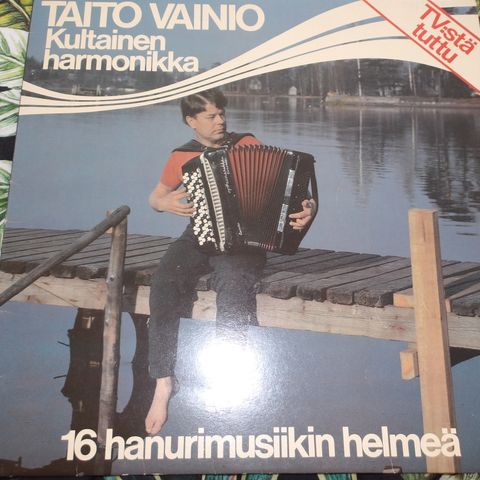 TAITO VAINIO
Kultainen
harmonikka
TV:stä
tuttu
16 hanurimusiikin helmeä